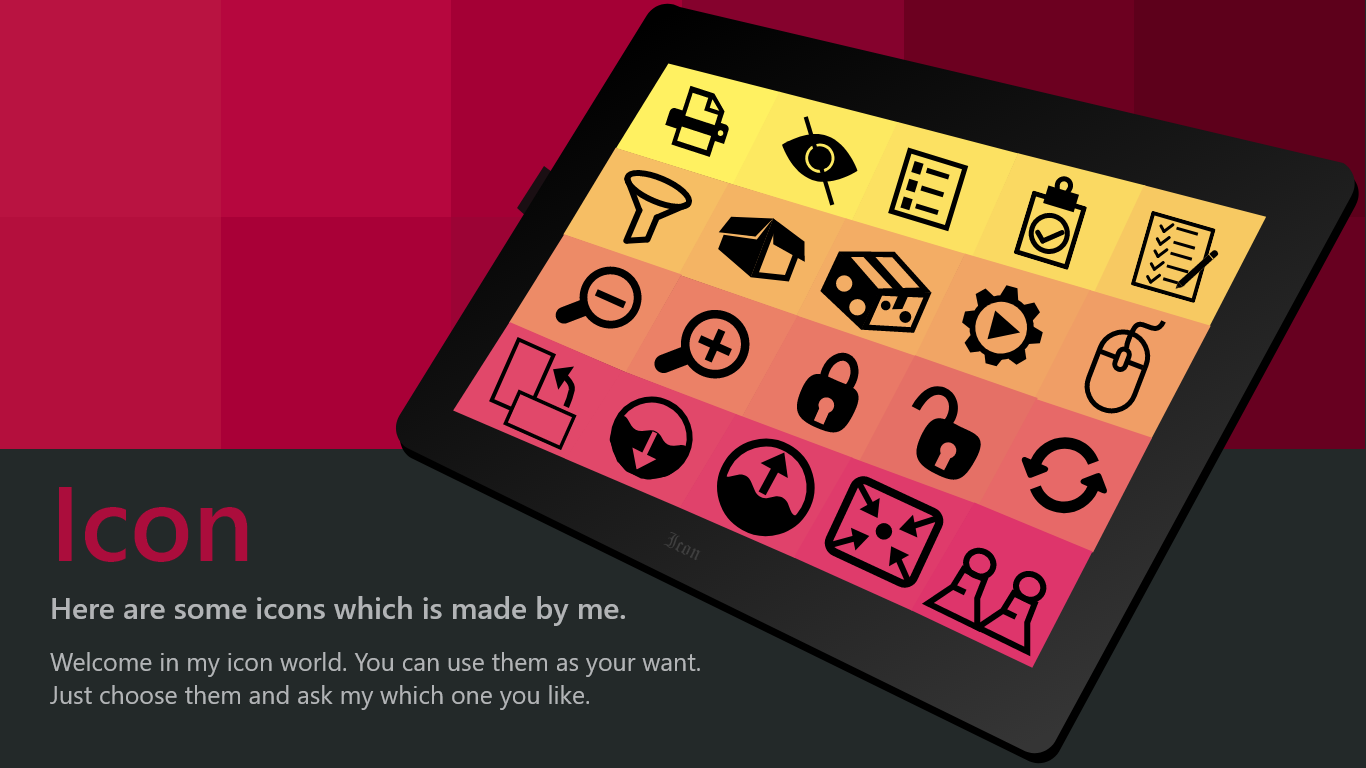 Icon
Icon
Here are some icons which is made by me.
Welcome in my icon world. You can use them as your want.
Just choose them and ask my which one you like.